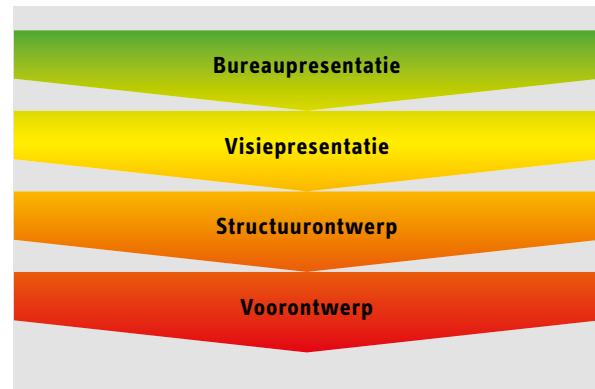 Bureaupresentatie
Visiepresentatie
Structuurontwerp
Voorontwerp